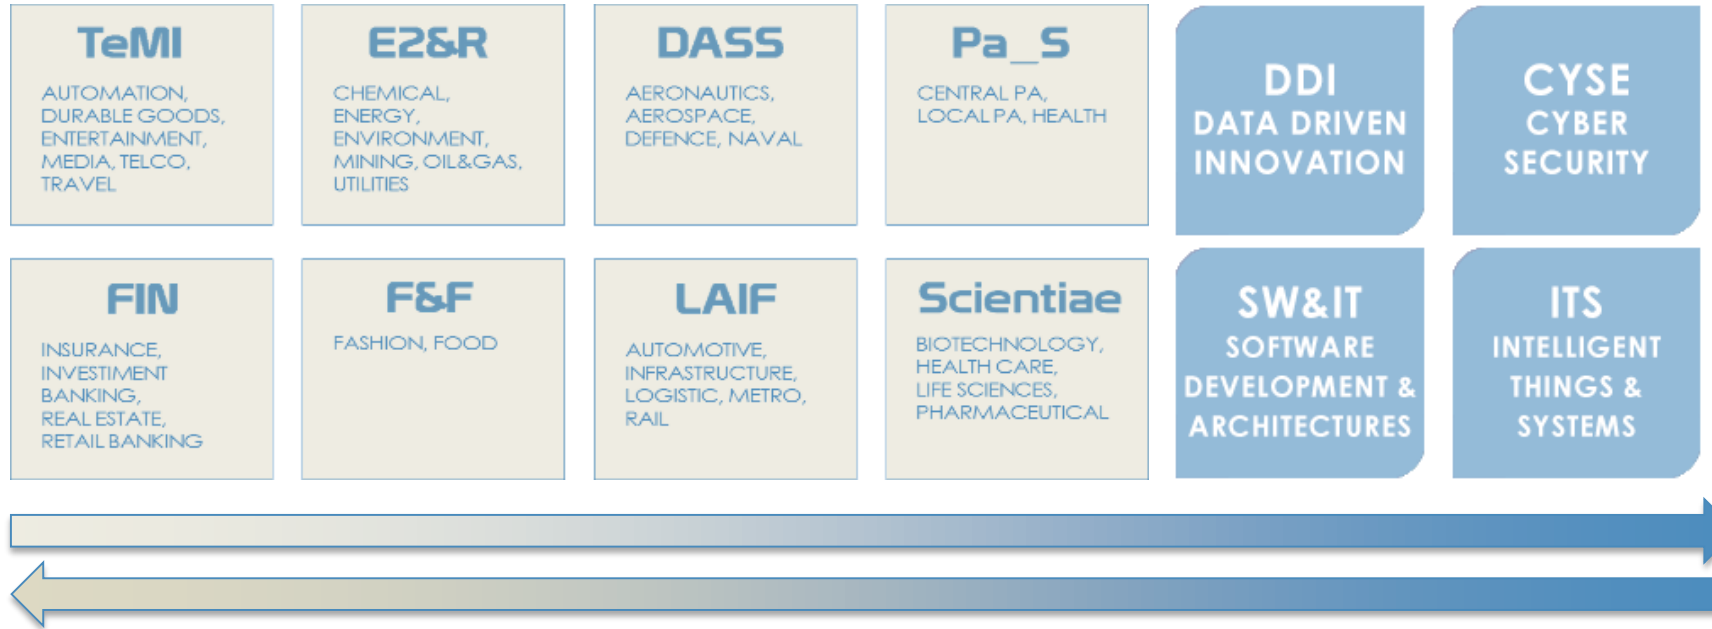 TeMI
AUTOMATION,
DURABLE GOODS,
ENTERTAINMENT,
MEDIA, TELCO,
TRAVEL
E2&R
CHEMICAL,
ENERGY,
ENVIRONMENT,
MINING, OIL&GAS,
UTILITIES
DASS
AERONAUTICS,
AEROSPACE,
DEFENCE, NAVAL
Pa_S
CENTRAL PA,
LOCAL PA, HEALTH
DDI
DATA DRIVEN
INNOVATION
CYSE
CYBER
SECURITY
FIN
INSURANCE,
INVESTIMENT
BANKING,
REAL ESTATE,
RETAIL BANKING
F&F
FASHION, FOOD
LAIF
AUTOMOTIVE,
INFRASTRUCTURE,
LOGISTIC, METRO,
RAIL
Scientiae
BIOTECHNOLOGY,
HEALTH CARE,
LIFE SCIENCES,
PHARMACEUTICAL
SW&IT
SOFTWARE
DEVELOPMENT &
ARCHITECTURES
ITS
INTELLIGENT
THINGS &
SYSTEMS